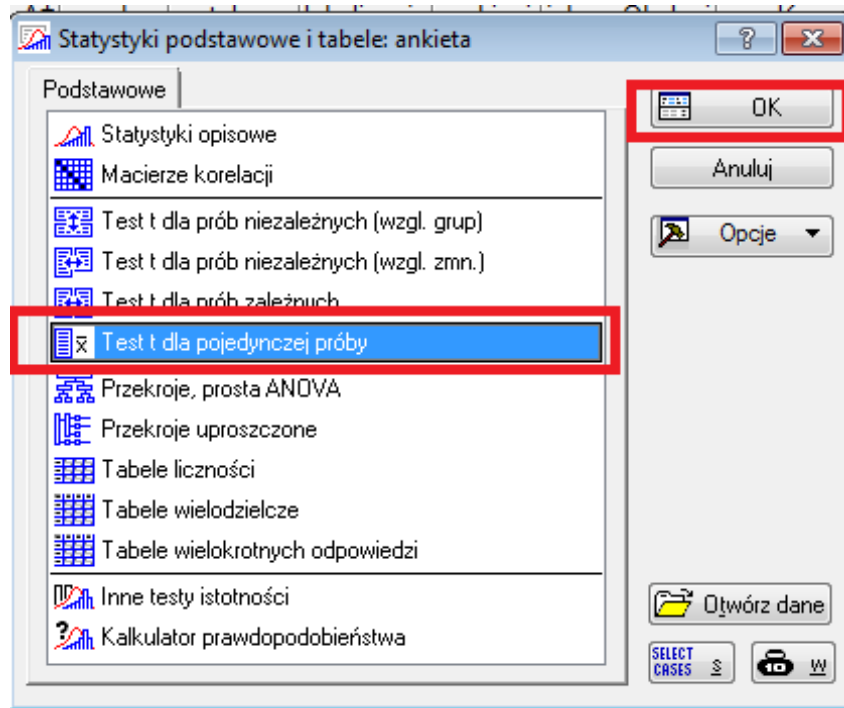 Statystyki podstawowe i tabele: ankieta
Podstawowe
OK
Statystyki opisowe
Macierze korelacji
Anuluj
Test t dla prób niezależnych (wzgl. grup)
Opcje
Test t dla prób niezależnych (wzgl. zmn.)
Test t dla prób zależnych
Test t dla pojedynczej próby
Przekroje, prosta ANOVA
Przekroje uproszczone
Tabele liczności
Tabele wielodzielcze
Tabele wielokrotnych odpowiedzi
Inne testy istotności
Otwórz dane
Kalkulator prawdopodobieństwa
SELECT CASES S
10 W